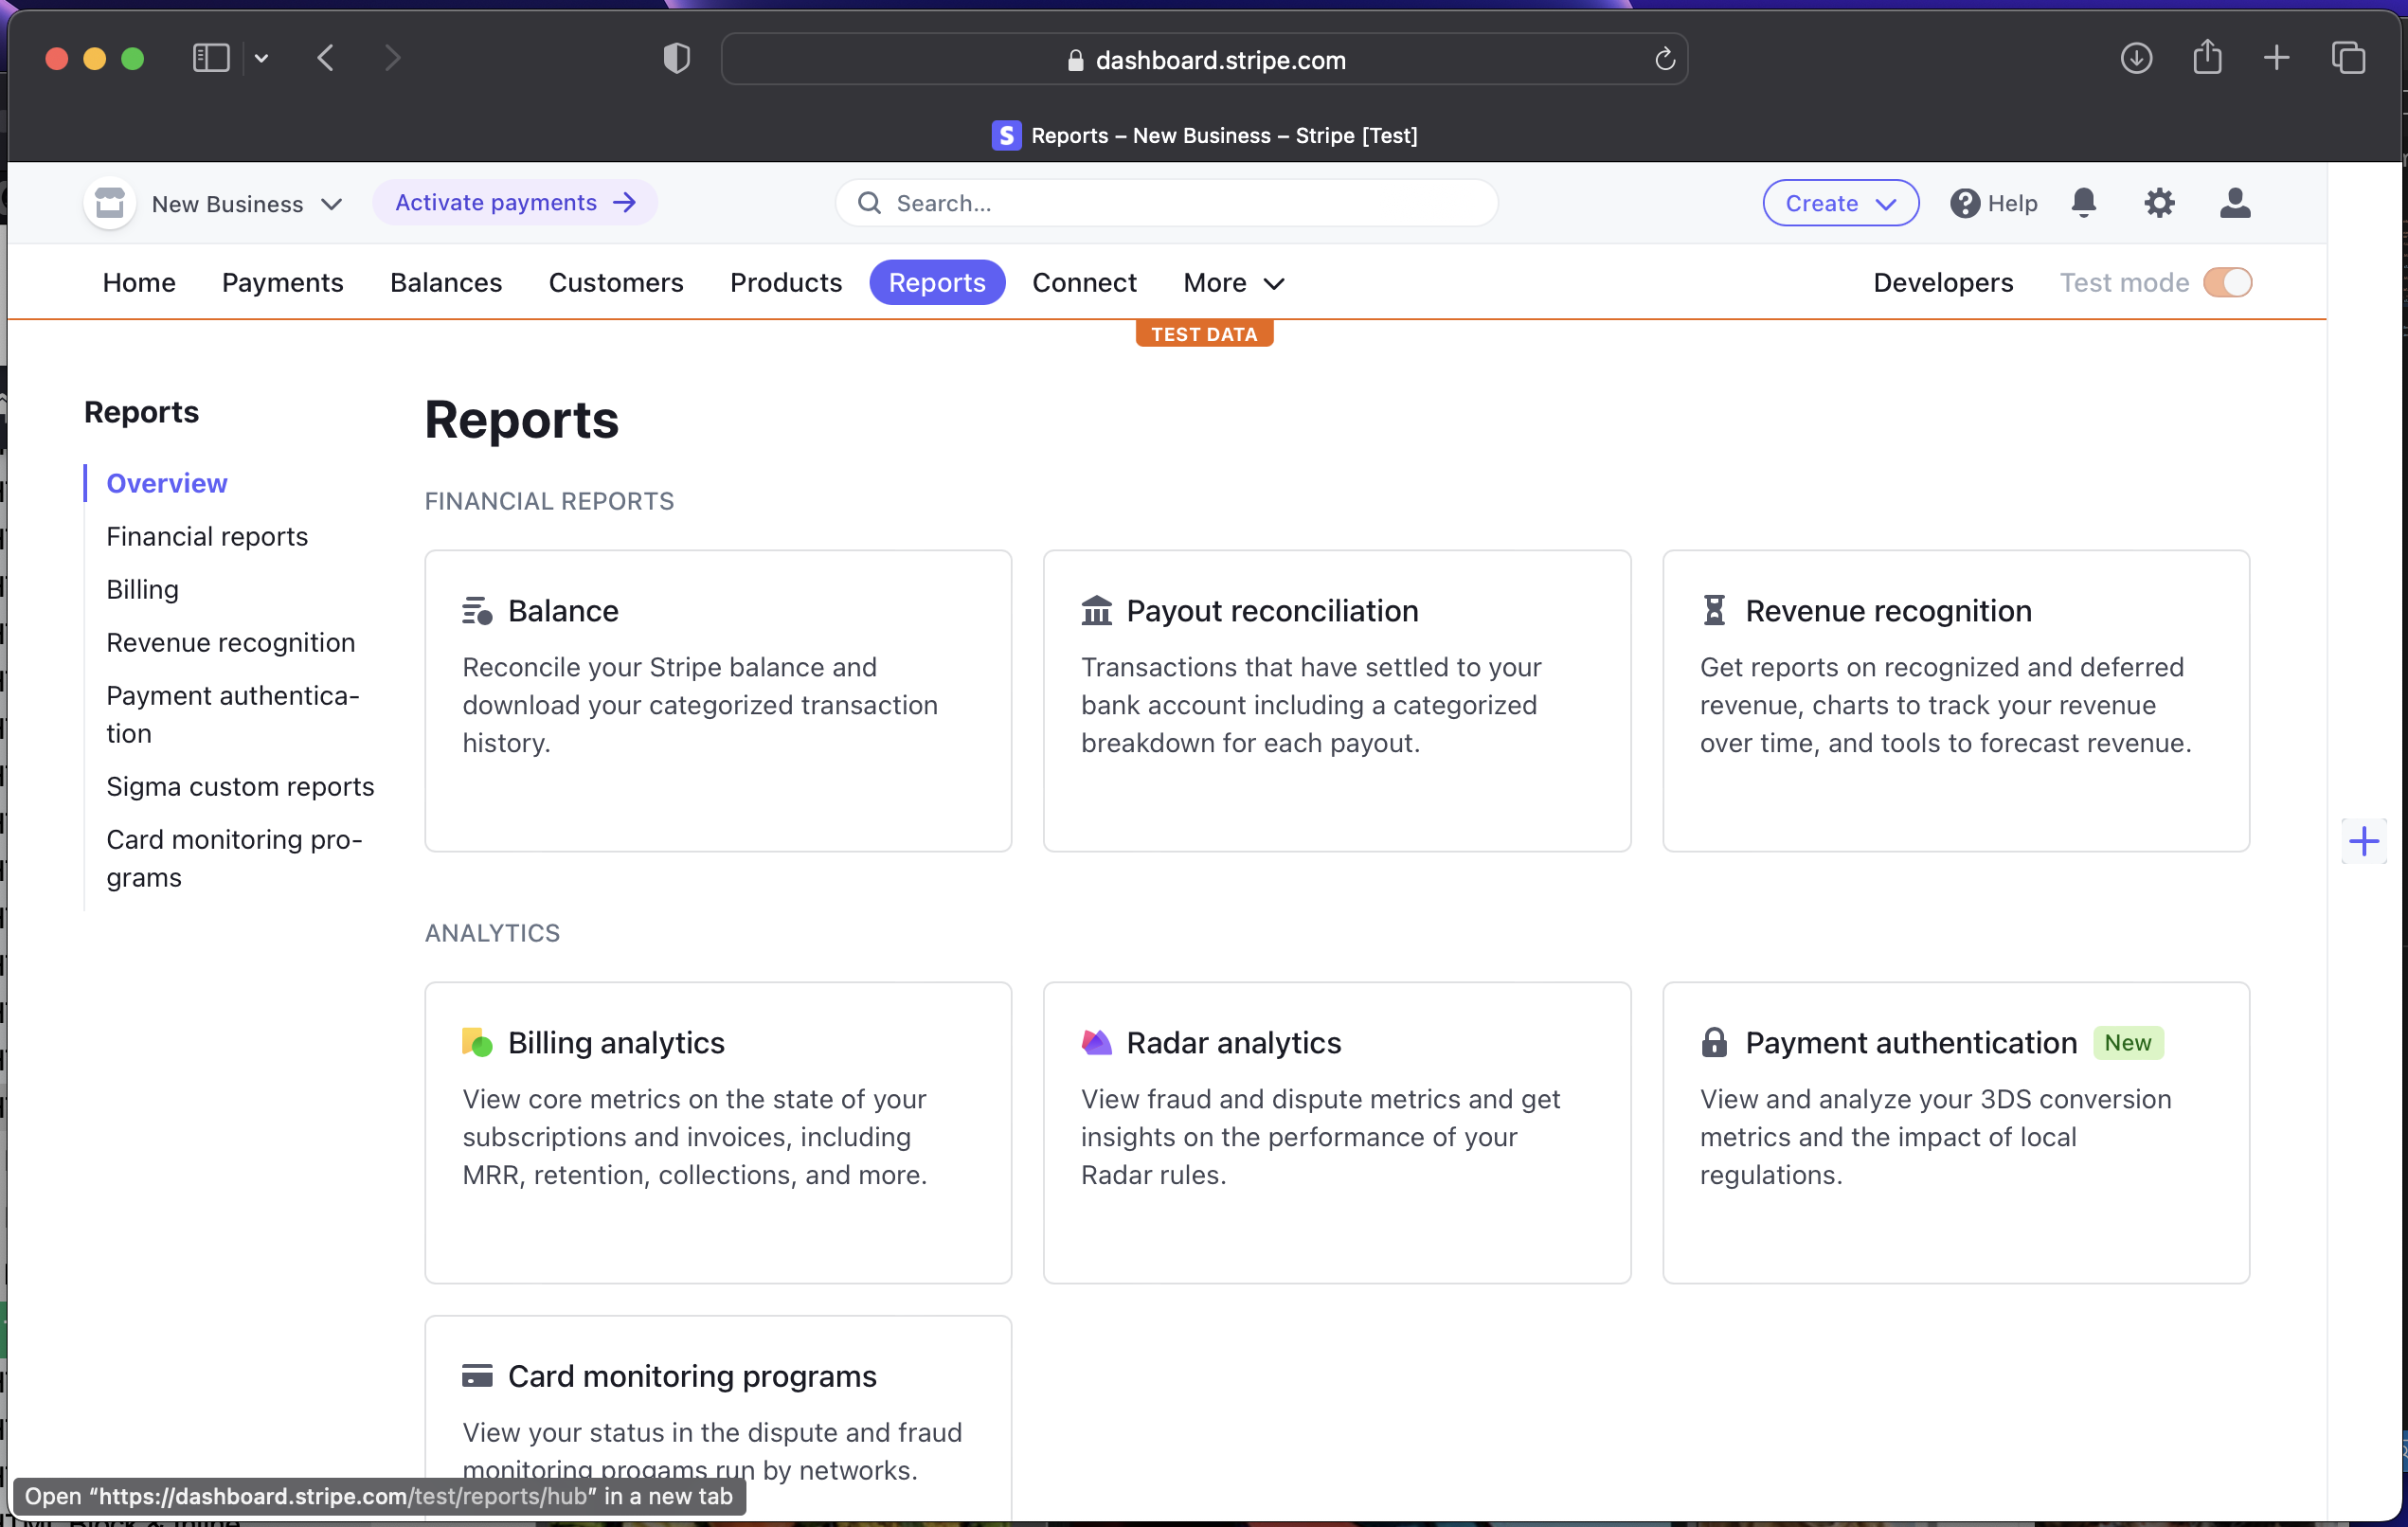 dashboard.stripe.com
S Reports – New Business – Stripe [Test]
New Business
Activate payments →
Search...
Create
Help
Home
Payments
Balances
Customers
Products
Reports
Connect
More
Developers
Test mode
TEST DATA
Reports
Overview
Financial reports
Billing
Revenue recognition
Payment authentica-
tion
Sigma custom reports
Card monitoring pro-
grams
Reports
FINANCIAL REPORTS
Balance
Reconcile your Stripe balance and
download your categorized transaction
history.
Payout reconciliation
Transactions that have settled to your
bank account including a categorized
breakdown for each payout.
Revenue recognition
Get reports on recognized and deferred
revenue, charts to track your revenue
over time, and tools to forecast revenue.
ANALYTICS
Billing analytics
View core metrics on the state of your
subscriptions and invoices, including
MRR, retention, collections, and more.
Radar analytics
View fraud and dispute metrics and get
insights on the performance of your
Radar rules.
Payment authentication New
View and analyze your 3DS conversion
metrics and the impact of local
regulations.
Card monitoring programs
View your status in the dispute and fraud
monitoring progams run by networks.
Open “https://dashboard.stripe.com/test/reports/hub” in a new tab